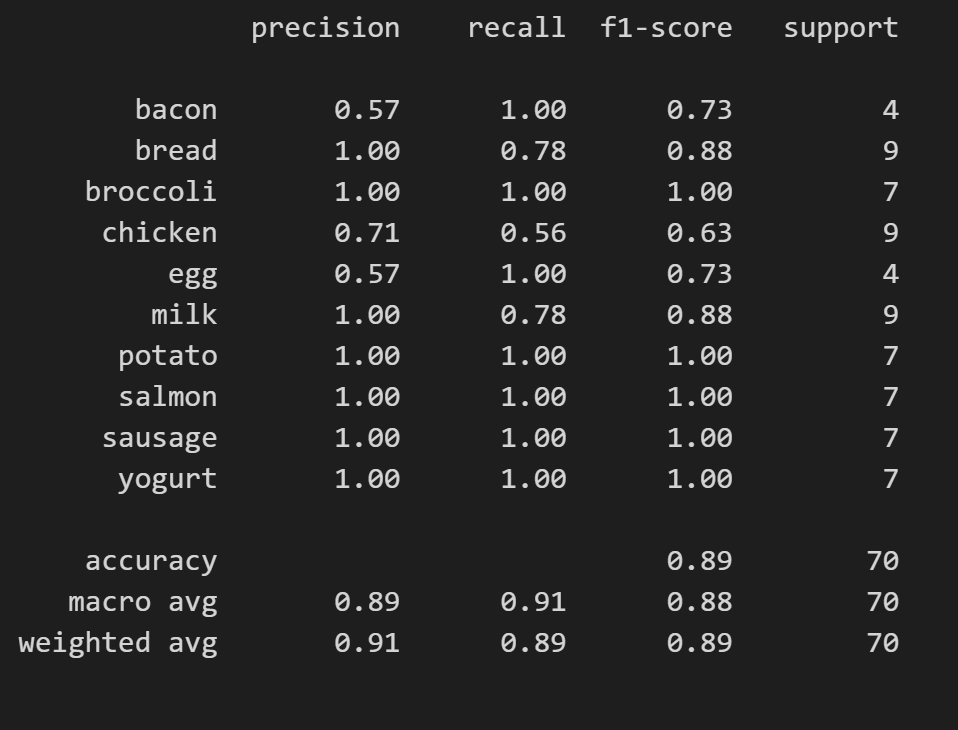 precision recall f1-score support
bacon 0.57 1.00 0.73 4
bread 1.00 0.78 0.88 9
broccoli 1.00 1.00 1.00 7
chicken 0.71 0.56 0.63 9
egg 0.57 1.00 0.73 4
milk 1.00 0.78 0.88 9
potato 1.00 1.00 1.00 7
salmon 1.00 1.00 1.00 7
sausage 1.00 1.00 1.00 7
yogurt 1.00 1.00 1.00 7
accuracy 0.89 70
macro avg 0.89 0.91 0.88 70
weighted avg 0.91 0.89 0.89 70